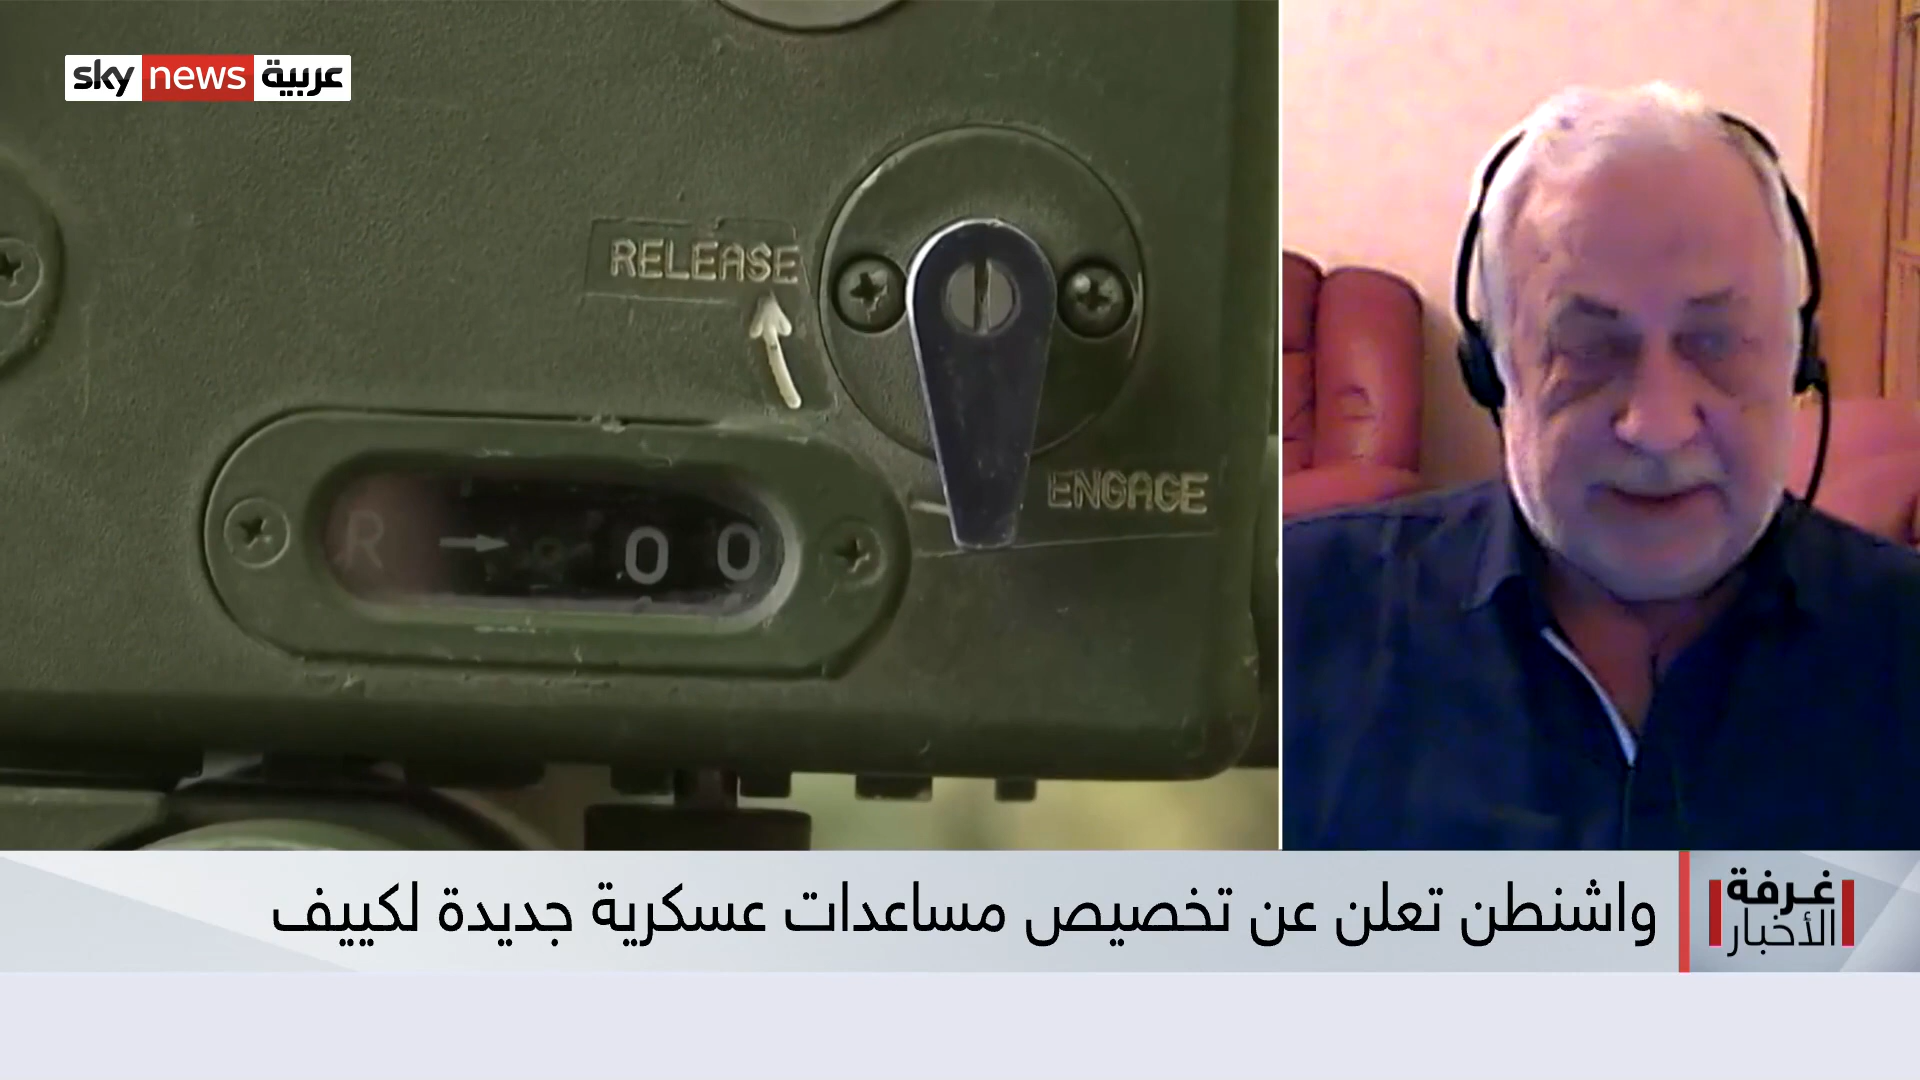 sky news عربية
RELEASE
ENGAGE
R → 0 0
واشنطن تعلن عن تخصيص مساعدات عسكرية جديدة لكييف
غرفة
الأخبار